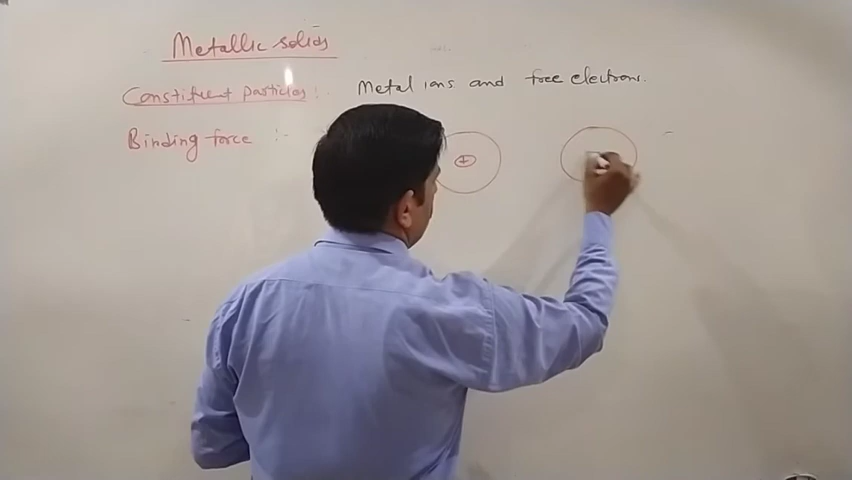 Metallic solids
Constituent particles :- Metal ions and free electrons.
Binding force :-
+